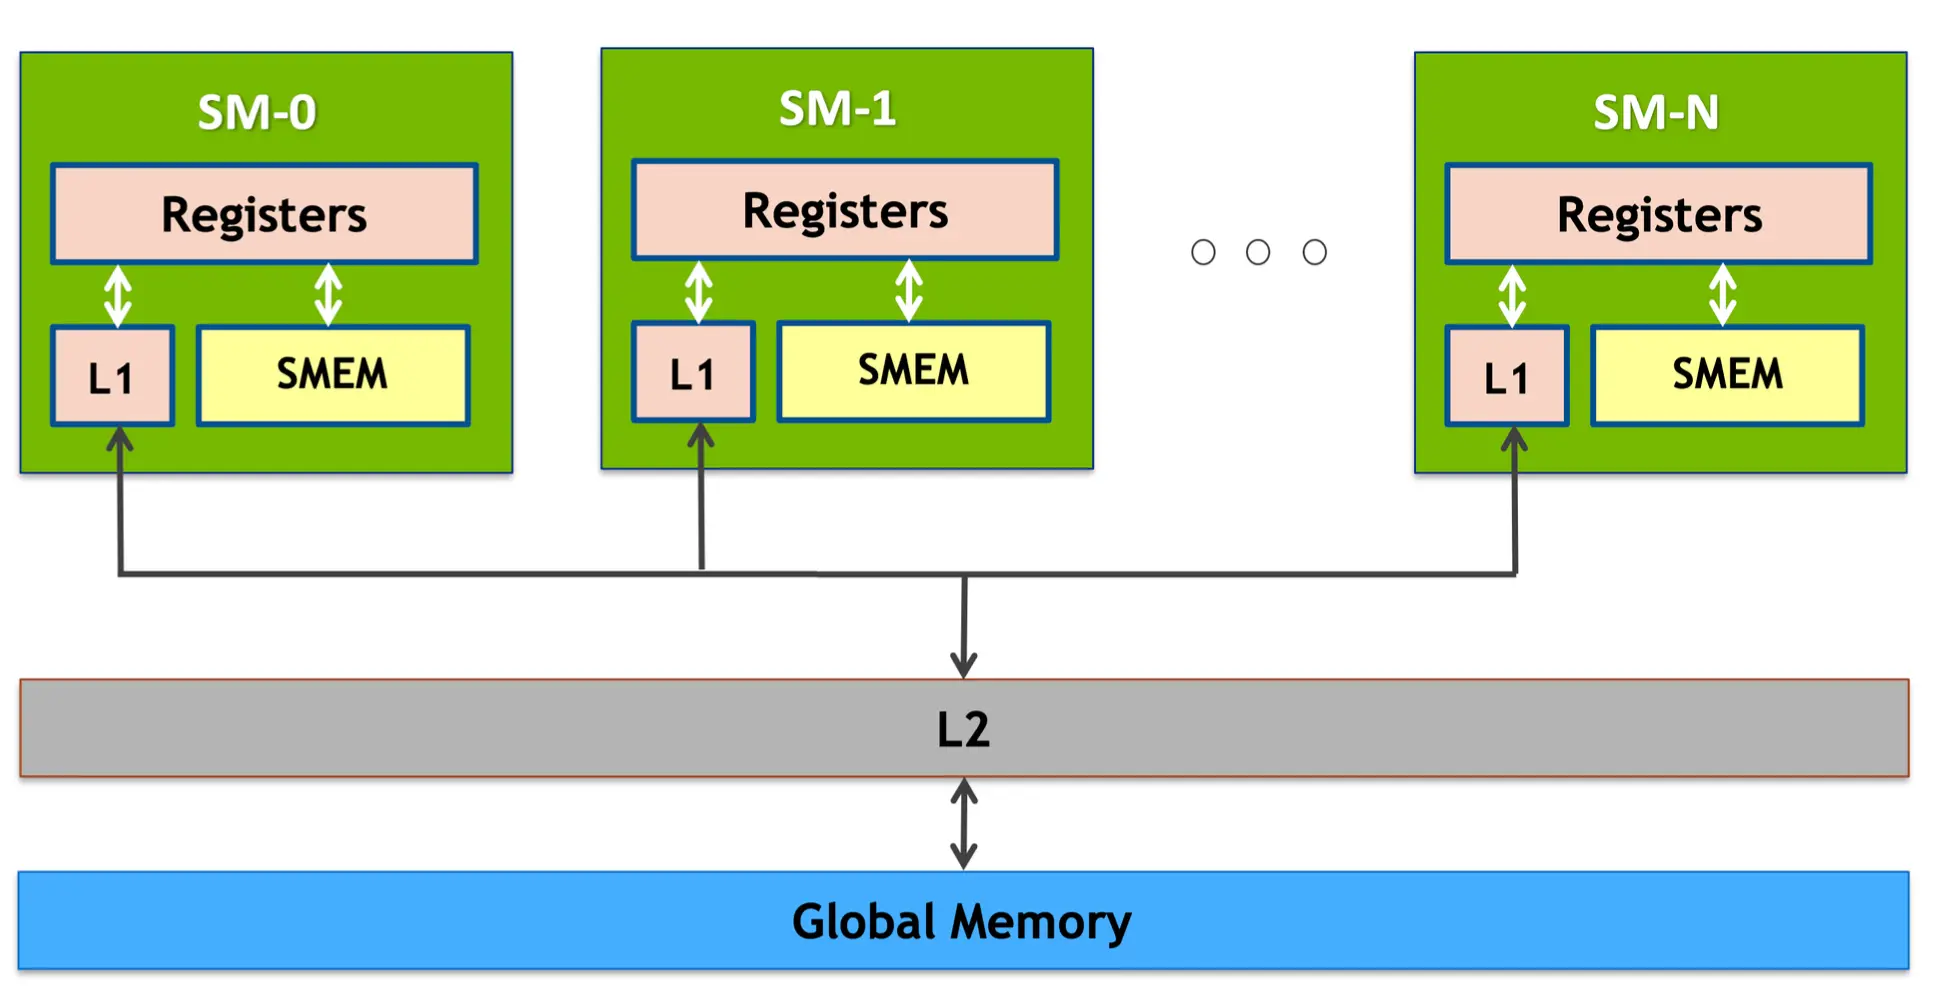 SM-0
SM-1
SM-N
Registers
Registers
Registers
L1
SMEM
L1
SMEM
L1
SMEM
L2
Global Memory